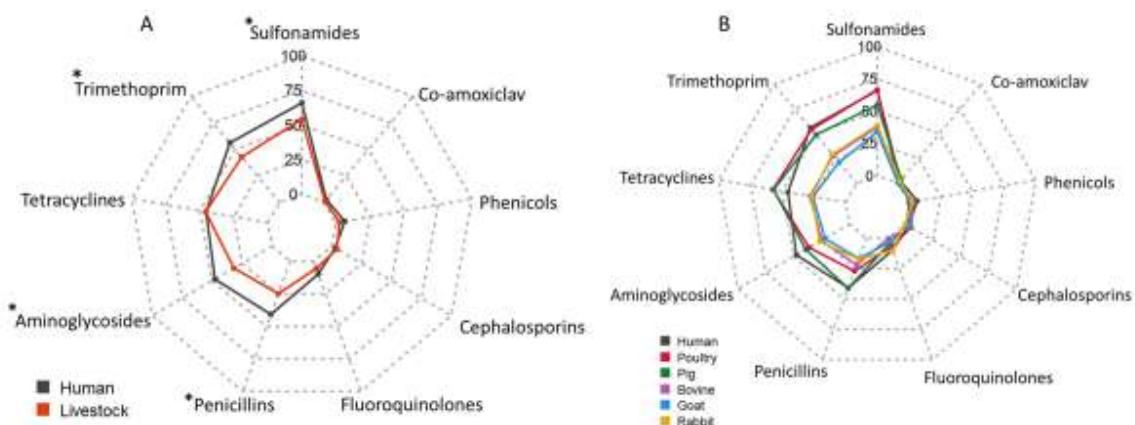 A
*Sulfonamides
100
*Trimethoprim
Co-amoxiclav
75
50
25
0
Tetracyclines
Phenicols
*Aminoglycosides
Cephalosporins
*Penicillins
Fluoroquinolones
Human
Livestock
B
Sulfonamides
100
Trimethoprim
Co-amoxiclav
75
50
25
0
Tetracyclines
Phenicols
Aminoglycosides
Cephalosporins
Penicillins
Fluoroquinolones
Human
Poultry
Pig
Bovine
Goat
Rabbit